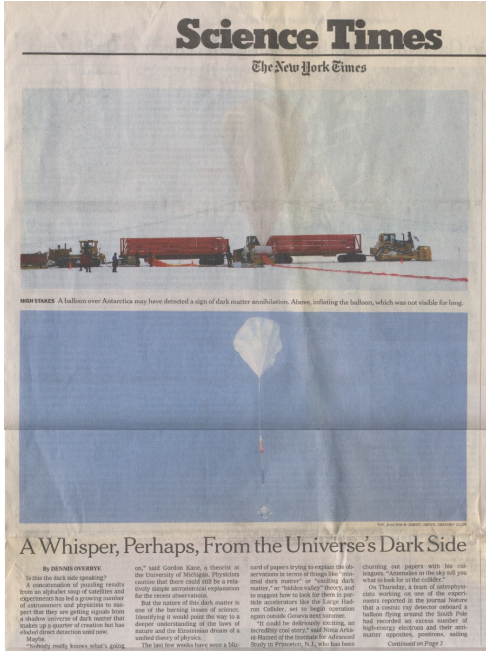 Science Times
The New York Times
HIGH STAKES A balloon over Antarctica may have detected a sign of dark matter annihilation. Above, inflating the balloon, which was not visible for long.
A Whisper, Perhaps, From the Universe's Dark Side
By DENNIS OVERBYE
Is this the dark side speaking?
A concatenation of puzzling results
from an alphabet soup of satellites and
experiments has led a growing number
of astronomers and physicists to sus-
pect that they are getting signals from
a shadow universe of dark matter that
makes up a quarter of creation but has
eluded direct detection until now.
Maybe.
"Nobody really knows what's going
on," said Gordon Kane, a theorist at
the University of Michigan. Physicists
caution that there could still be a rela-
tively simple astronomical explanation
for the recent observations.
But the nature of this dark matter is
one of the burning issues of science.
Identifying it would point the way to a
deeper understanding of the laws of
nature and the Einsteinian dream of a
unified theory of physics.
The last few weeks have seen a bliz-
zard of papers trying to explain the ob-
servations in terms of things like "min-
imal dark matter" or "exciting dark
matter," or "hidden valley" theory, and
to suggest how to look for them in par-
ticle accelerators like the Large Had-
ron Collider, set to begin operation
again outside Geneva next summer.
"It could be deliriously exciting, an
incredibly cool story," said Nima Arka-
ni-Hamed of the Institute for Advanced
Study in Princeton, N.J., who has been
churning out papers with his col-
leagues. "Anomalies in the sky tell you
what to look for in the collider."
On Thursday, a team of astrophysi-
cists working on one of the experi-
ments reported in the journal Nature
that a cosmic ray detector onboard a
balloon flying around the South Pole
had recorded an excess number of
high-energy electrons and their anti-
matter opposites, positrons, sailing
Continued on Page